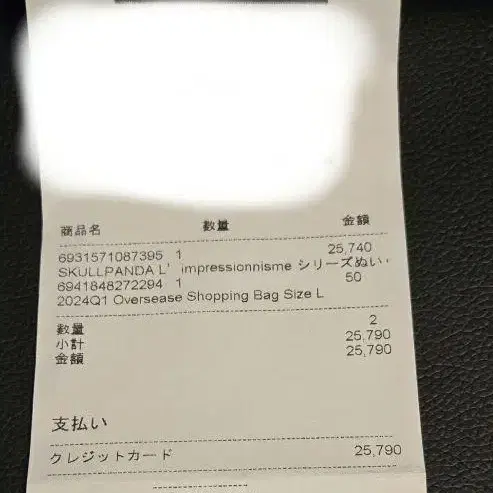 商品名 数量 金額
6931571087395 1 25,740
SKULLPANDA L' impressionnisme シリーズぬい
6941848272294 1 50
2024Q1 Oversease Shopping Bag Size L
数量 2
小計 25,790
金額 25,790
支払い
クレジットカード 25,790